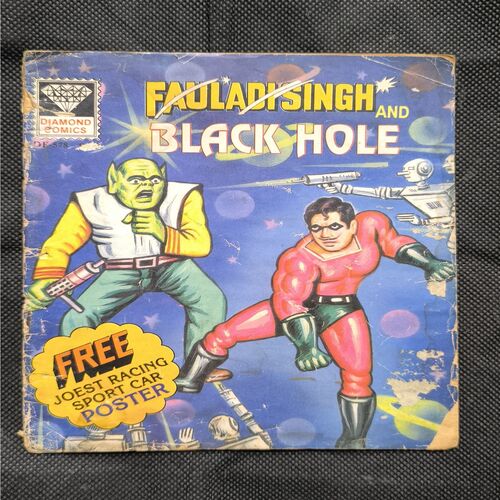 DIAMOND
COMICS
FAULADISINGH
AND
BLACK HOLE
FREE
JOEST RACING
SPORT CAR
POSTER